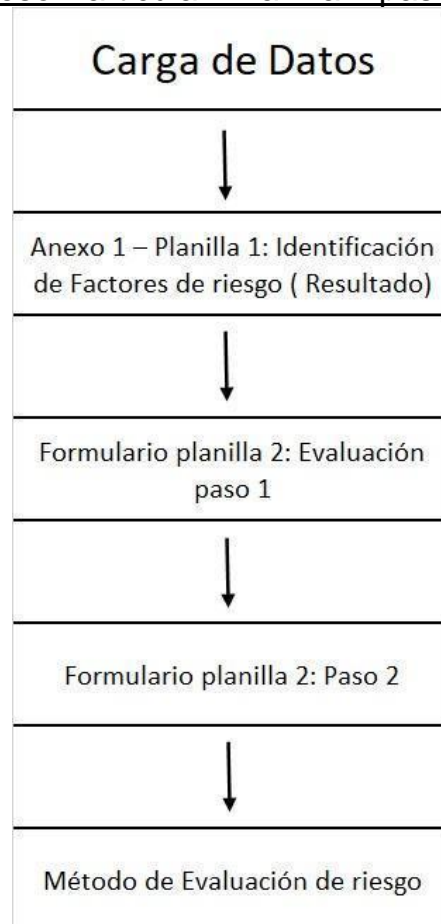 Carga de Datos
Anexo 1 – Planilla 1: Identificación
de Factores de riesgo ( Resultado)
Formulario planilla 2: Evaluación
paso 1
Formulario planilla 2: Paso 2
Método de Evaluación de riesgo